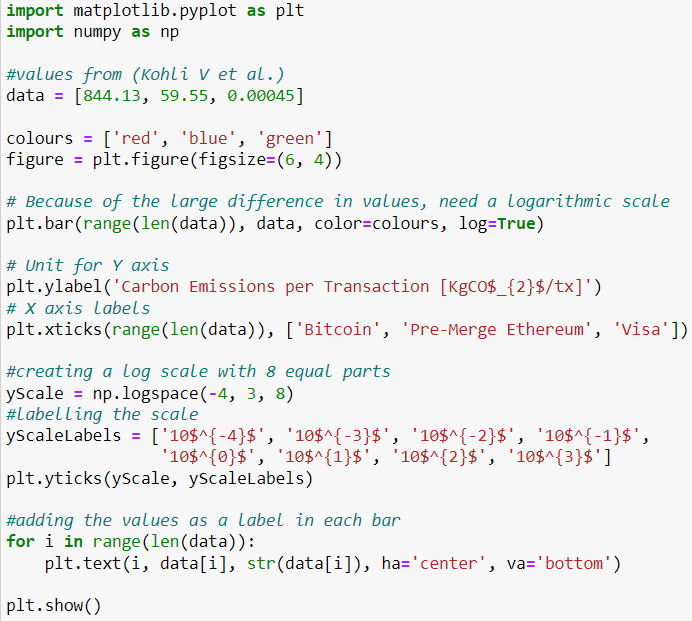 import matplotlib.pyplot as plt
import numpy as np

#values from (Kohli V et al.)
data = [844.13, 59.55, 0.00045]

colours = ['red', 'blue', 'green']
figure = plt.figure(figsize=(6, 4))

# Because of the large difference in values, need a logarithmic scale
plt.bar(range(len(data)), data, color=colours, log=True)

# Unit for Y axis
plt.ylabel('Carbon Emissions per Transaction [KgCO$_{2}$/tx]')
# X axis labels
plt.xticks(range(len(data)), ['Bitcoin', 'Pre-Merge Ethereum', 'Visa'])

#creating a log scale with 8 equal parts
yScale = np.logspace(-4, 3, 8)
#labelling the scale
yScaleLabels = ['10$^{-4}$', '10$^{-3}$', '10$^{-2}$', '10$^{-1}$',
                '10$^{0}$', '10$^{1}$', '10$^{2}$', '10$^{3}$']
plt.yticks(yScale, yScaleLabels)

#adding the values as a label in each bar
for i in range(len(data)):
    plt.text(i, data[i], str(data[i]), ha='center', va='bottom')

plt.show()